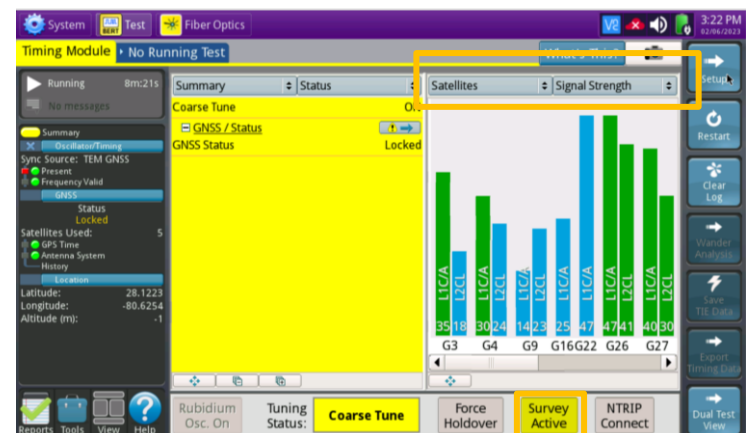 System
Test
Fiber Optics
V2
3:22 PM
02/06/2023
Timing Module
No Running Test
What's This?
Running 8m:21s
No messages
Summary
Oscillator/Timing
Sync Source: TEM GNSS
Present
Frequency Valid
GNSS
Status
Locked
Satellites Used: 5
GPS Time
Antenna System
History
Location
Latitude: 28.1223
Longitude: -80.6254
Altitude (m): -1
Summary
Status
Coarse Tune
GNSS / Status
GNSS Status Locked
Satellites
Signal Strength
L1C/A L2CL L1C/A L2CL L1C/A L2CL L1C/A L2CL L1C/A L2CL L1C/A L2CL
35 18 30 24 14 23 25 47 47 41 40 30
G3 G4 G9 G16 G22 G26 G27
Setup
Restart
Clear
Log
Wander
Analysis
Save
TIE Data
Export
Timing Data
Dual Test
View
Reports Tools View Help
Rubidium
Osc. On
Tuning
Status:
Coarse Tune
Force
Holdover
Survey
Active
NTRIP
Connect